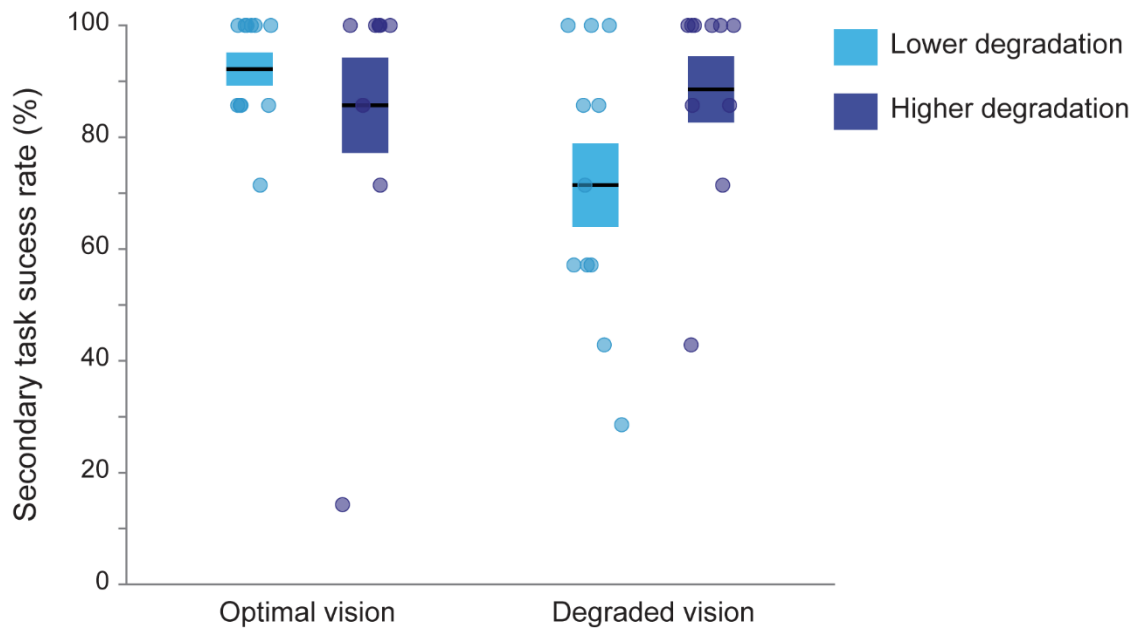 Secondary task sucess rate (%)
100
80
60
40
20
0
Optimal vision
Degraded vision
Lower degradation
Higher degradation